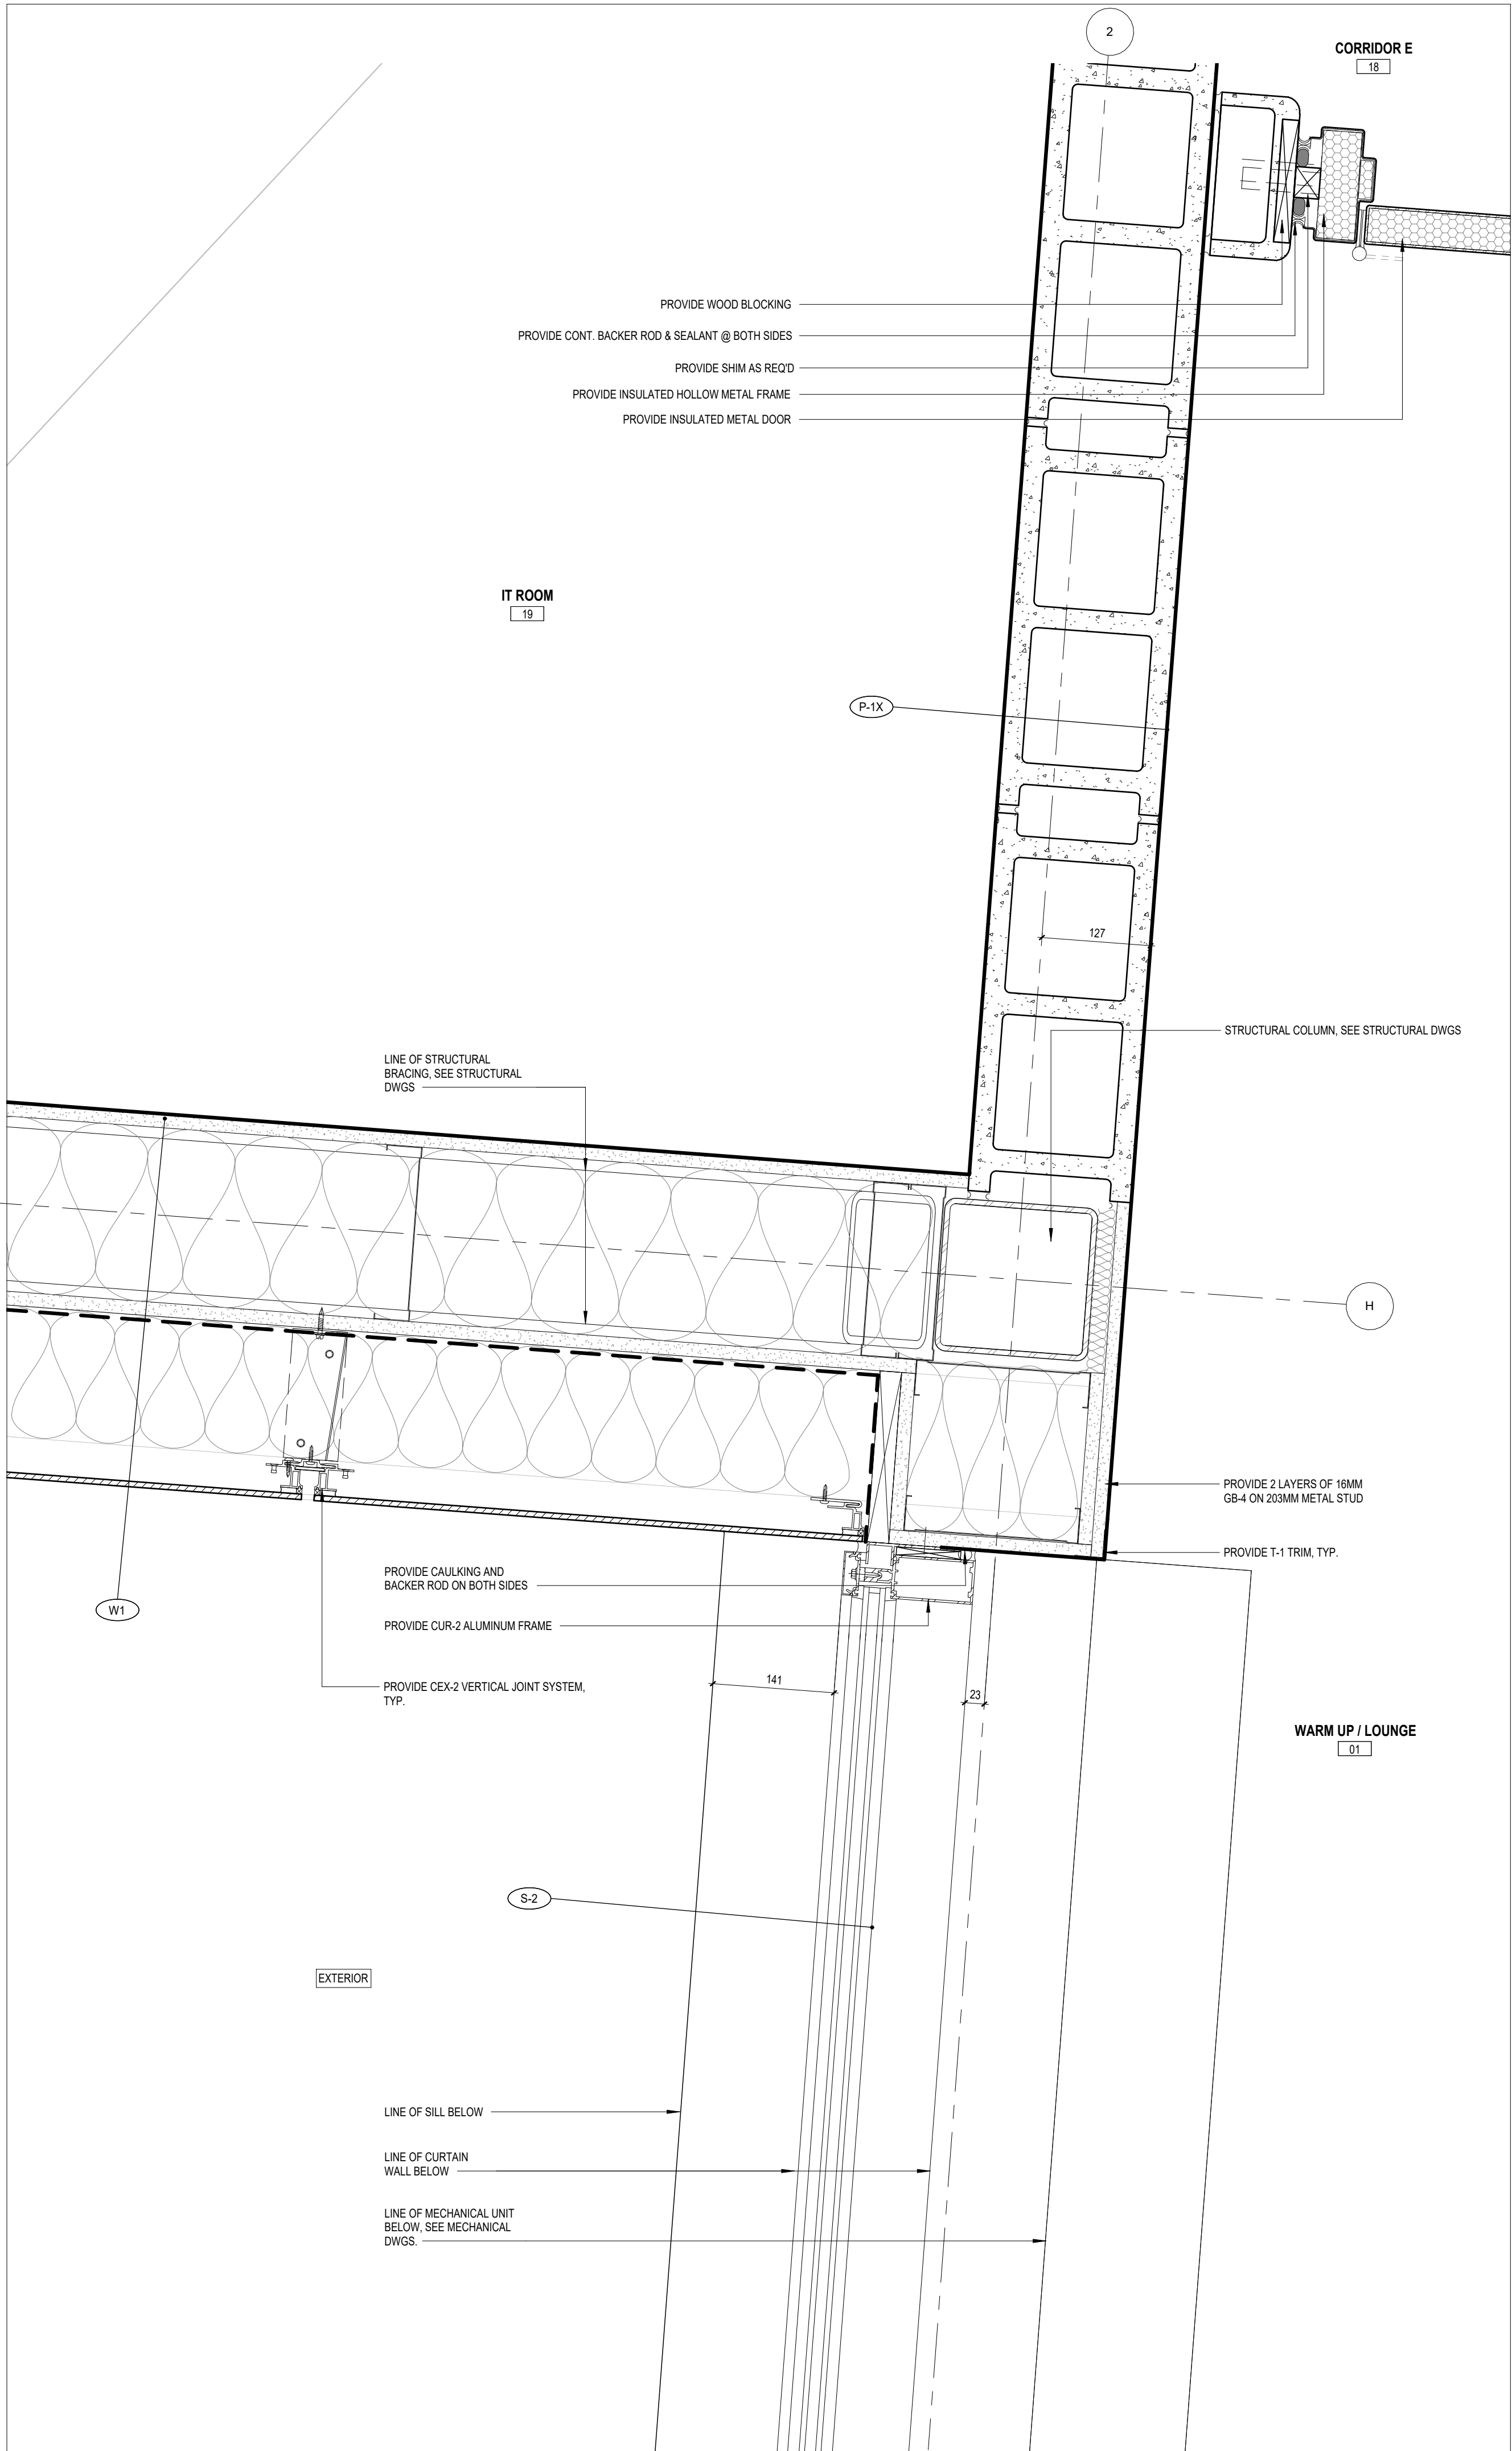 2
CORRIDOR E
18
PROVIDE WOOD BLOCKING
PROVIDE CONT. BACKER ROD & SEALANT @ BOTH SIDES
PROVIDE SHIM AS REQ'D
PROVIDE INSULATED HOLLOW METAL FRAME
PROVIDE INSULATED METAL DOOR
IT ROOM
19
P-1X
127
STRUCTURAL COLUMN, SEE STRUCTURAL DWGS
LINE OF STRUCTURAL
BRACING, SEE STRUCTURAL
DWGS
H
PROVIDE 2 LAYERS OF 16MM
GB-4 ON 203MM METAL STUD
PROVIDE T-1 TRIM, TYP.
PROVIDE CAULKING AND
BACKER ROD ON BOTH SIDES
W1
PROVIDE CUR-2 ALUMINUM FRAME
PROVIDE CEX-2 VERTICAL JOINT SYSTEM,
TYP.
141
23
WARM UP / LOUNGE
01
S-2
EXTERIOR
LINE OF SILL BELOW
LINE OF CURTAIN
WALL BELOW
LINE OF MECHANICAL UNIT
BELOW, SEE MECHANICAL
DWGS.